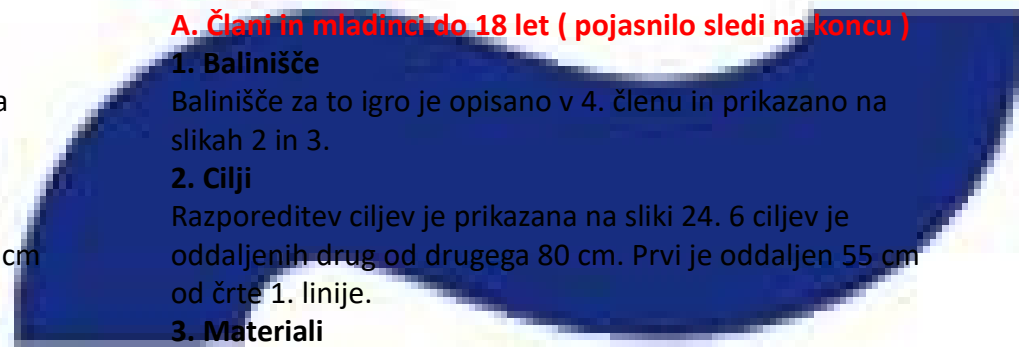 A. Člani in mladinci do 18 let ( pojasnilo sledi na koncu )
1. Balinišče
Balinišče za to igro je opisano v 4. členu in prikazano na
slikah 2 in 3.
2. Cilji
Razporeditev ciljev je prikazana na sliki 24. 6 ciljev je
oddaljenih drug od drugega 80 cm. Prvi je oddaljen 55 cm
od črte 1. linije.
3. Materiali
a
cm